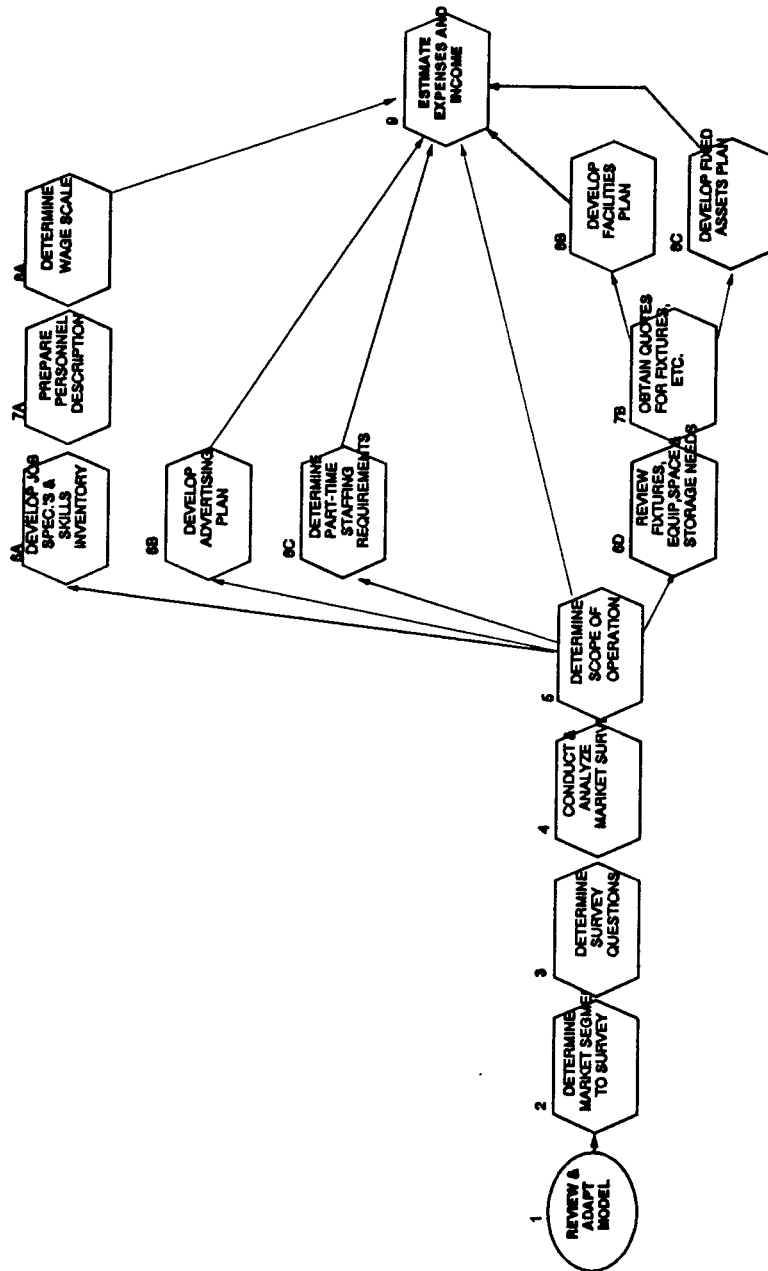 1
REVIEW &
ADAPT
MODEL
2
DETERMINE
MARKET SEGME
TO SURVEY
3
DETERMINE
SURVEY
QUESTIONS
4
CONDUCT &
ANALYZE
MARKET SURV
5
DETERMINE
SCOPE OF
OPERATION
6A
DEVELOP JOB
SPEC.'S &
SKILLS
INVENTORY
7A
PREPARE
PERSONNEL
DESCRIPTION
8A
DETERMINE
WAGE SCALE
6B
DEVELOP
ADVERTISING
PLAN
6C
DETERMINE
PART-TIME
STAFFING
REQUIREMENTS
6D
REVIEW
FIXTURES,
EQUIP,SPACE &
STORAGE NEEDS
7B
OBTAIN QUOTES
FOR FIXTURES,
ETC.
8B
DEVELOP
FACILITIES
PLAN
8C
DEVELOP FIXED
ASSETS PLAN
9
ESTIMATE
EXPENSES AND
INCOME